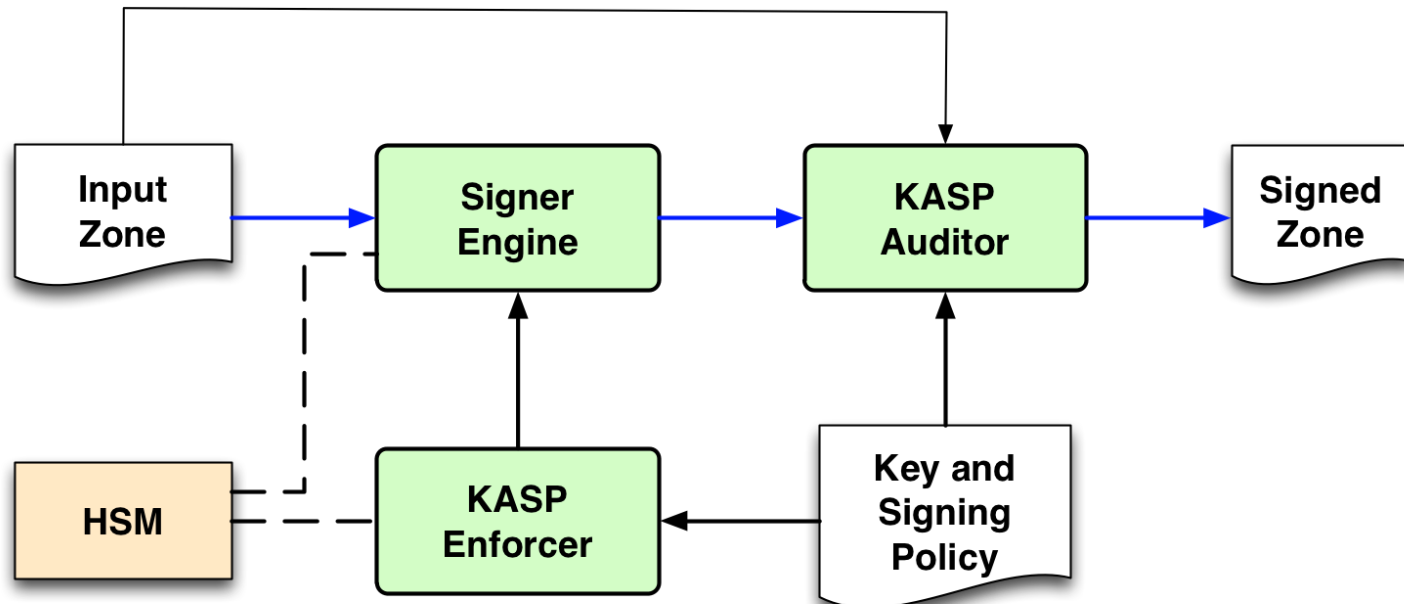 Input
Zone
Signer
Engine
KASP
Auditor
Signed
Zone
HSM
KASP
Enforcer
Key and
Signing
Policy